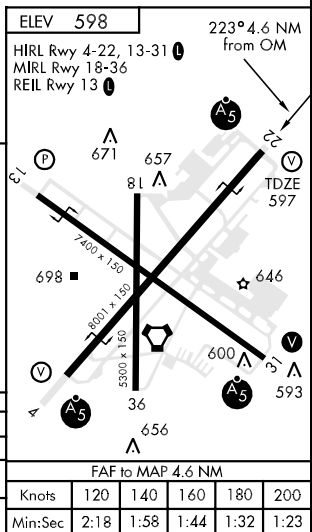 ELEV 598
HIRL Rwy 4-22, 13-31 L
MIRL Rwy 18-36
REIL Rwy 13 L
223° 4.6 NM
from OM
A5
22
V
TDZE
597
671
657
P
13
18
7400 x 150
698
646
8001 x 150
5300 x 150
V
600
V
31
593
4
A5
36
A5
656
FAF to MAP 4.6 NM
Knots 120 140 160 180 200
Min:Sec 2:18 1:58 1:44 1:32 1:23